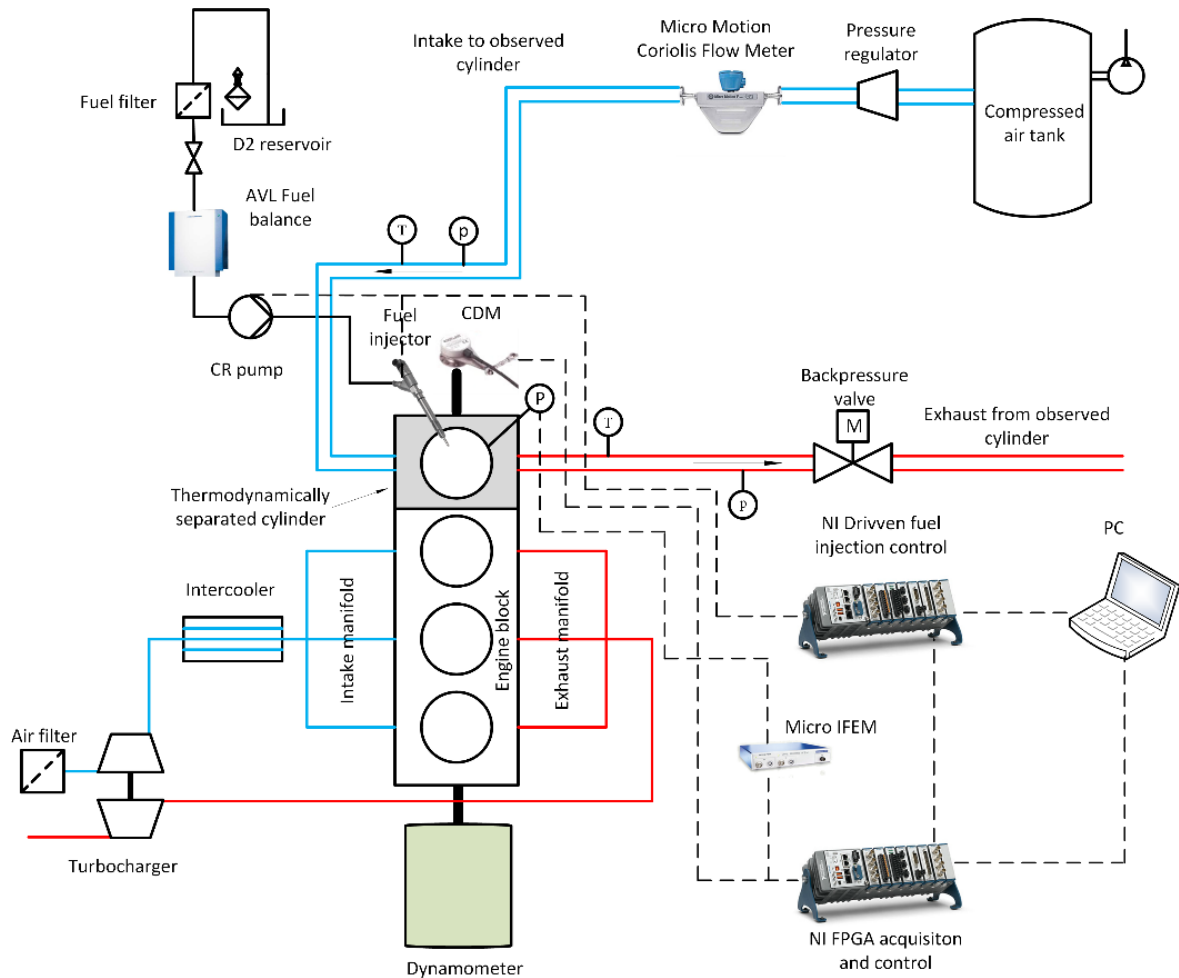 Intake to observed
cylinder
Micro Motion
Coriolis Flow Meter
Pressure
regulator
Compressed
air tank
Fuel filter
D2 reservoir
AVL Fuel
balance
T
p
Fuel
injector
CDM
CR pump
P
Backpressure
valve
M
Exhaust from observed
cylinder
T
P
Thermodynamically
separated cylinder
NI Drivven fuel
injection control
PC
Intercooler
Intake manifold
Engine block
Exhaust manifold
Air filter
Micro IFEM
Turbocharger
NI FPGA acquisiton
and control
Dynamometer